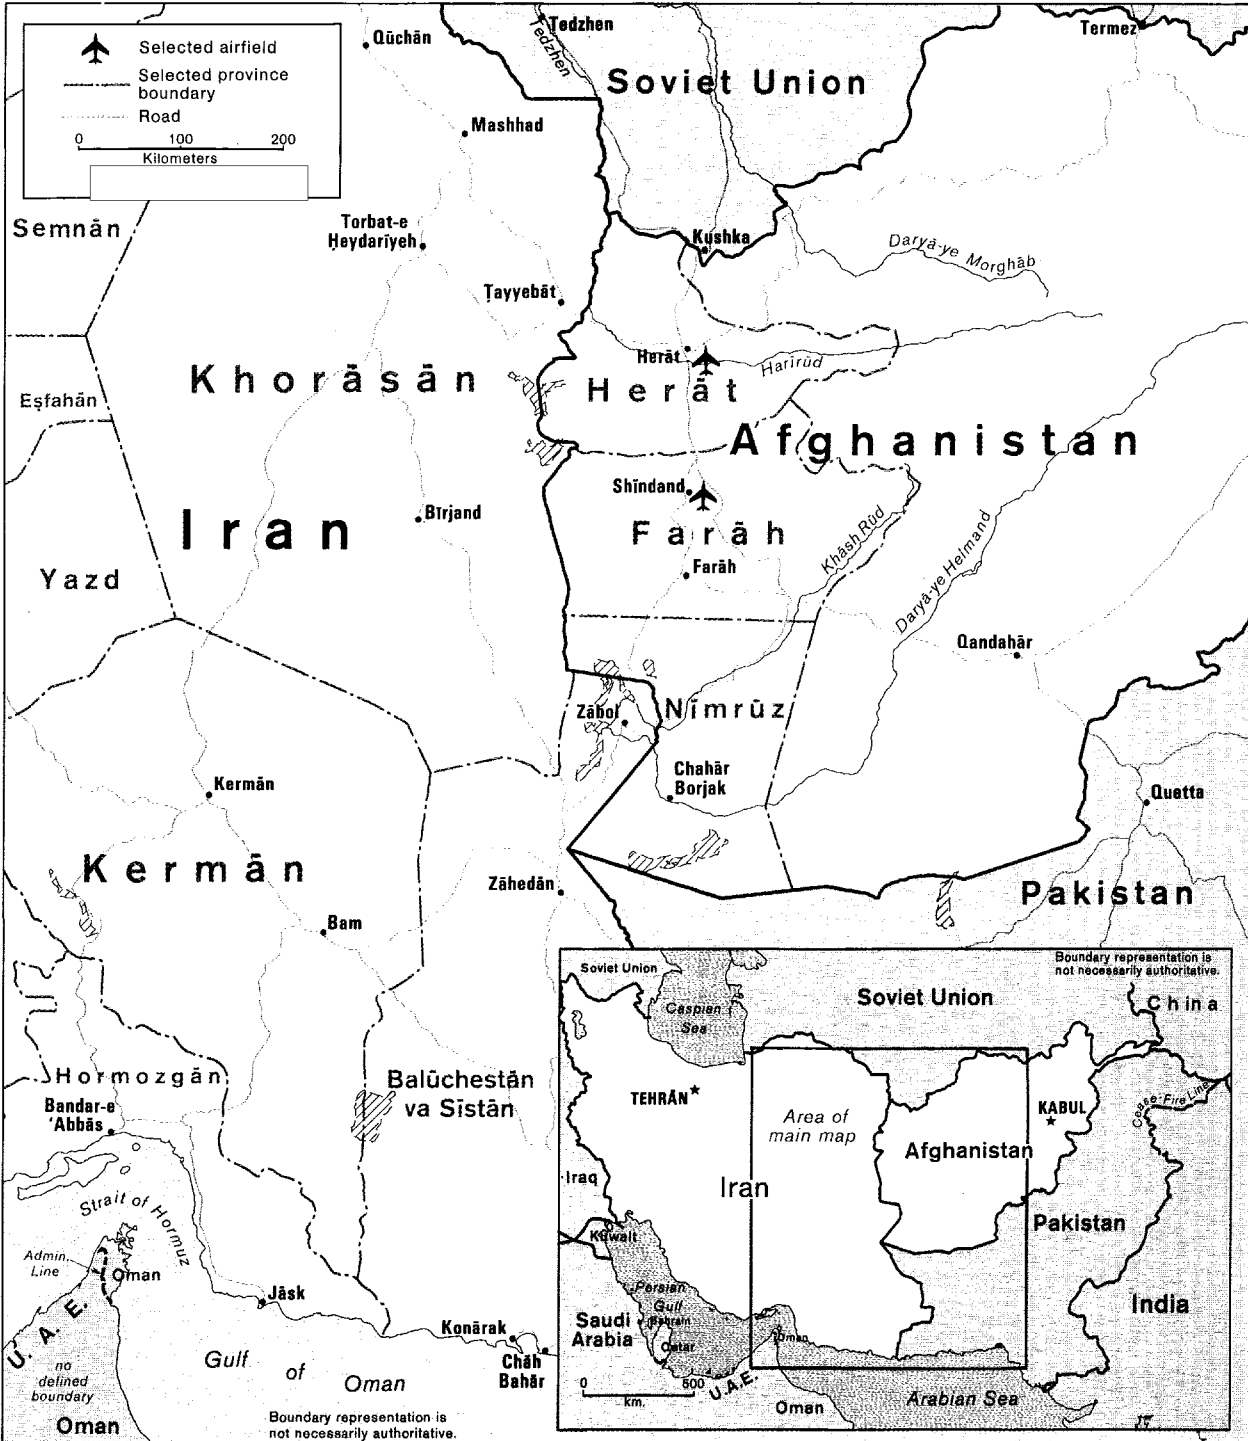 Selected airfield
Selected province
boundary
Road
0 100 200
Kilometers
Qūchān
Tedzhen
Tedzhen
Termez
Soviet Union
Mashhad
Semnān
Torbat-e
Ḥeydarīyeh
Kushka
Daryā-ye Morghāb
Ṭayyebāt
Herāt
Harīrūd
Khorāsān
Herāt
Eṣfahān
Afghanistan
Shīndand
Bīrjand
Iran
Farāh
Khāsh Rūd
Daryā-ye Helmand
Yazd
Farāh
Qandahār
Zābol
Nīmrūz
Kermān
Chahār
Borjak
Quetta
Kermān
Zāhedān
Pakistan
Bam
Hormozgān
Balūchestān
va Sīstān
Bandar-e
'Abbās
Strait of Hormuz
Admin.
Line
Oman
U. A. E.
Jāsk
Konārak
Chāh
Bahār
no
defined
boundary
Gulf
of
Oman
Oman
Boundary representation is
not necessarily authoritative.
Boundary representation is
not necessarily authoritative.
Soviet Union
Soviet Union
China
Caspian
Sea
TEHRĀN
Area of
main map
KABUL
Cease-Fire Line
Afghanistan
Iraq
Iran
Pakistan
Kuwait
Persian
Gulf
Bahrain
Saudi
Arabia
Qatar
Oman
India
0 500
km.
U.A.E.
Oman
Arabian Sea